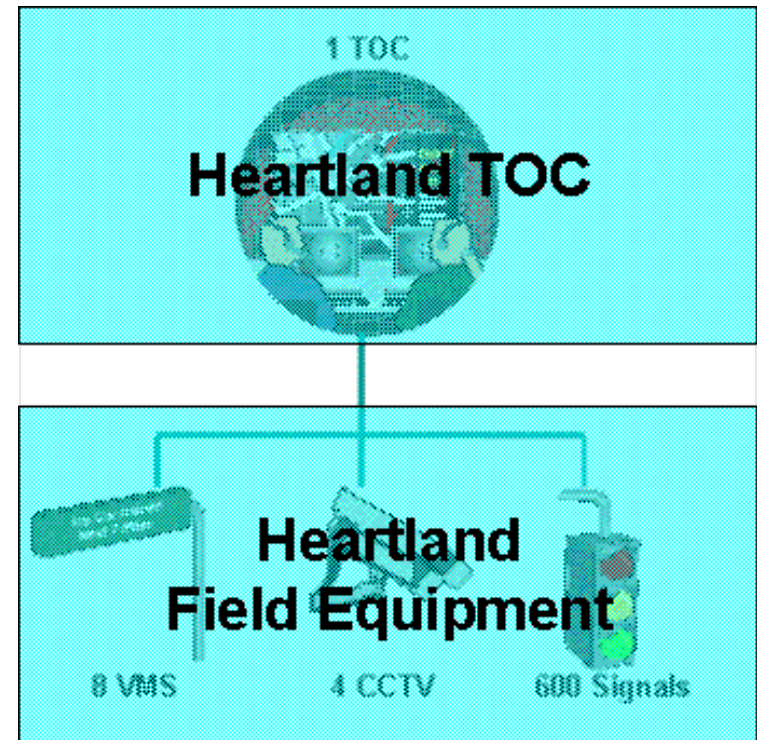 1 TOC
Heartland TOC
Heartland
Field Equipment
8 VMS
4 CCTV
600 Signals